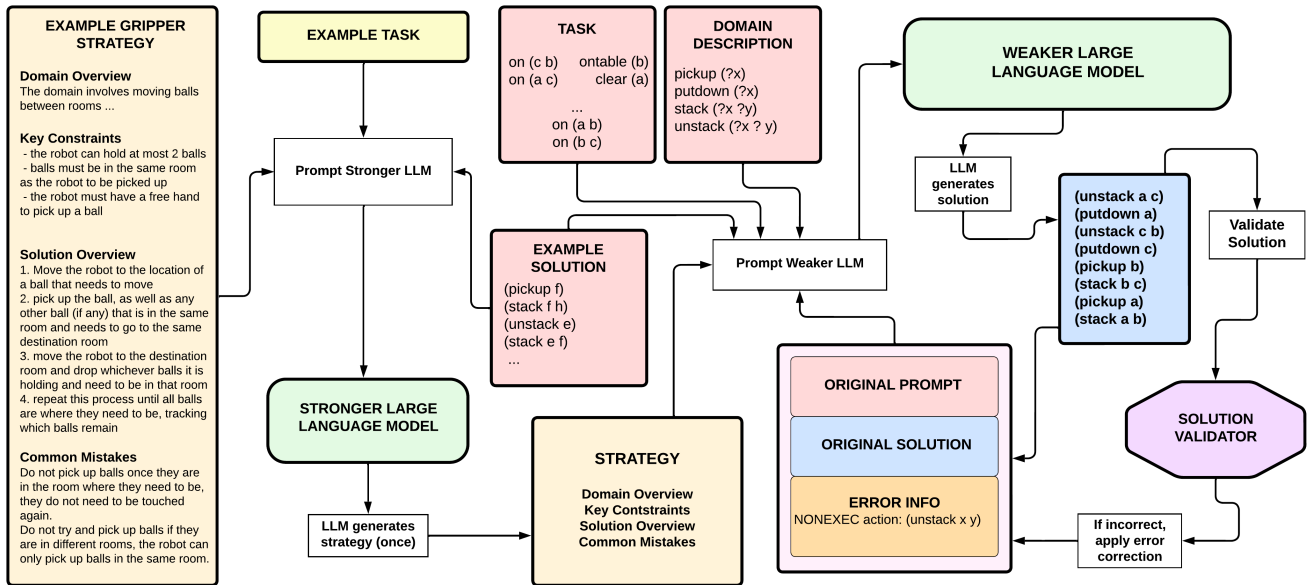 EXAMPLE GRIPPER
STRATEGY
Domain Overview
The domain involves moving balls
between rooms ...
Key Constraints
- the robot can hold at most 2 balls
- balls must be in the same room
as the robot to be picked up
- the robot must have a free hand
to pick up a ball
Solution Overview
1. Move the robot to the location of
a ball that needs to move
2. pick up the ball, as well as any
other ball (if any) that is in the same
room and needs to go to the same
destination room
3. move the robot to the destination
room and drop whichever balls it is
holding and need to be in that room
4. repeat this process until all balls
are where they need to be, tracking
which balls remain
Common Mistakes
Do not pick up balls once they are
in the room where they need to be,
they do not need to be touched
again.
Do not try and pick up balls if they
are in different rooms, the robot can
only pick up balls in the same room.
EXAMPLE TASK
Prompt Stronger LLM
STRONGER LARGE
LANGUAGE MODEL
LLM generates
strategy (once)
TASK
on (c b) ontable (b)
on (a c) clear (a)
...
on (a b)
on (b c)
DOMAIN
DESCRIPTION
pickup (?x)
putdown (?x)
stack (?x ?y)
unstack (?x ? y)
EXAMPLE
SOLUTION
(pickup f)
(stack f h)
(unstack e)
(stack e f)
...
STRATEGY
Domain Overview
Key Contstraints
Solution Overview
Common Mistakes
Prompt Weaker LLM
WEAKER LARGE
LANGUAGE MODEL
LLM
generates
solution
(unstack a c)
(putdown a)
(unstack c b)
(putdown c)
(pickup b)
(stack b c)
(pickup a)
(stack a b)
Validate
Solution
SOLUTION
VALIDATOR
If incorrect,
apply error
correction
ORIGINAL PROMPT
ORIGINAL SOLUTION
ERROR INFO
NONEXEC action: (unstack x y)